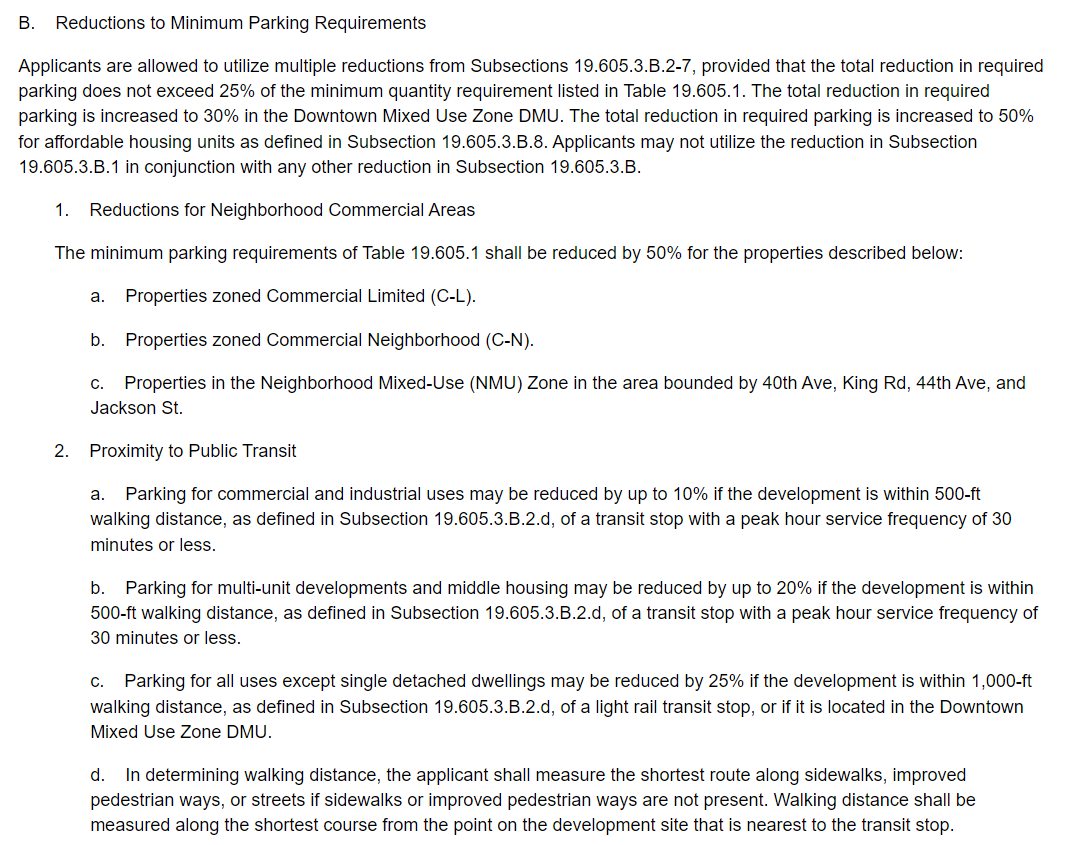 B. Reductions to Minimum Parking Requirements
Applicants are allowed to utilize multiple reductions from Subsections 19.605.3.B.2-7, provided that the total reduction in required
parking does not exceed 25% of the minimum quantity requirement listed in Table 19.605.1. The total reduction in required
parking is increased to 30% in the Downtown Mixed Use Zone DMU. The total reduction in required parking is increased to 50%
for affordable housing units as defined in Subsection 19.605.3.B.8. Applicants may not utilize the reduction in Subsection
19.605.3.B.1 in conjunction with any other reduction in Subsection 19.605.3.B.
1. Reductions for Neighborhood Commercial Areas
The minimum parking requirements of Table 19.605.1 shall be reduced by 50% for the properties described below:
a. Properties zoned Commercial Limited (C-L).
b. Properties zoned Commercial Neighborhood (C-N).
c. Properties in the Neighborhood Mixed-Use (NMU) Zone in the area bounded by 40th Ave, King Rd, 44th Ave, and
Jackson St.
2. Proximity to Public Transit
a. Parking for commercial and industrial uses may be reduced by up to 10% if the development is within 500-ft
walking distance, as defined in Subsection 19.605.3.B.2.d, of a transit stop with a peak hour service frequency of 30
minutes or less.
b. Parking for multi-unit developments and middle housing may be reduced by up to 20% if the development is within
500-ft walking distance, as defined in Subsection 19.605.3.B.2.d, of a transit stop with a peak hour service frequency of
30 minutes or less.
c. Parking for all uses except single detached dwellings may be reduced by 25% if the development is within 1,000-ft
walking distance, as defined in Subsection 19.605.3.B.2.d, of a light rail transit stop, or if it is located in the Downtown
Mixed Use Zone DMU.
d. In determining walking distance, the applicant shall measure the shortest route along sidewalks, improved
pedestrian ways, or streets if sidewalks or improved pedestrian ways are not present. Walking distance shall be
measured along the shortest course from the point on the development site that is nearest to the transit stop.